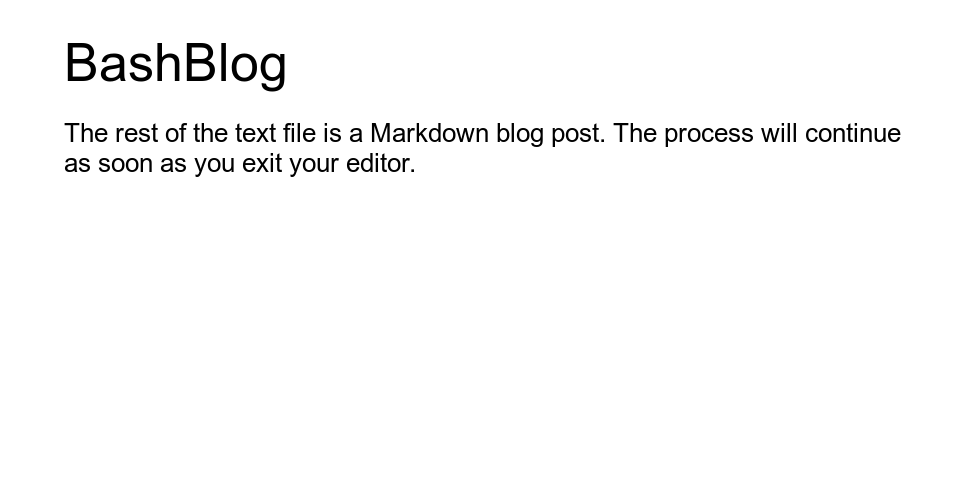 BashBlog
The rest of the text file is a Markdown blog post. The process will continue
as soon as you exit your editor.